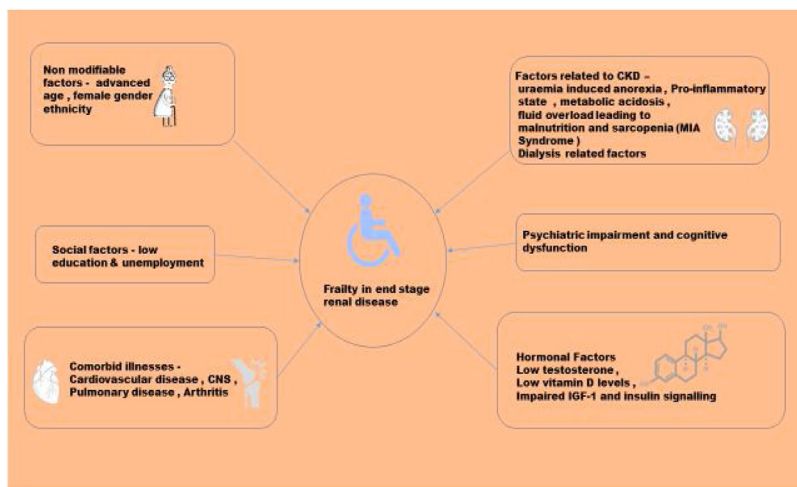 Non modifiable
factors - advanced
age , female gender
ethnicity
Factors related to CKD –
uraemia induced anorexia , Pro-inflammatory
state , metabolic acidosis ,
fluid overload leading to
malnutrition and sarcopenia (MIA
Syndrome )
Dialysis related factors
Social factors - low
education & unemployment
Frailty in end stage
renal disease
Psychiatric impairment and cognitive
dysfunction
Comorbid illnesses -
Cardiovascular disease , CNS ,
Pulmonary disease , Arthritis
Hormonal Factors
Low testosterone ,
Low vitamin D levels ,
Impaired IGF-1 and insulin signalling